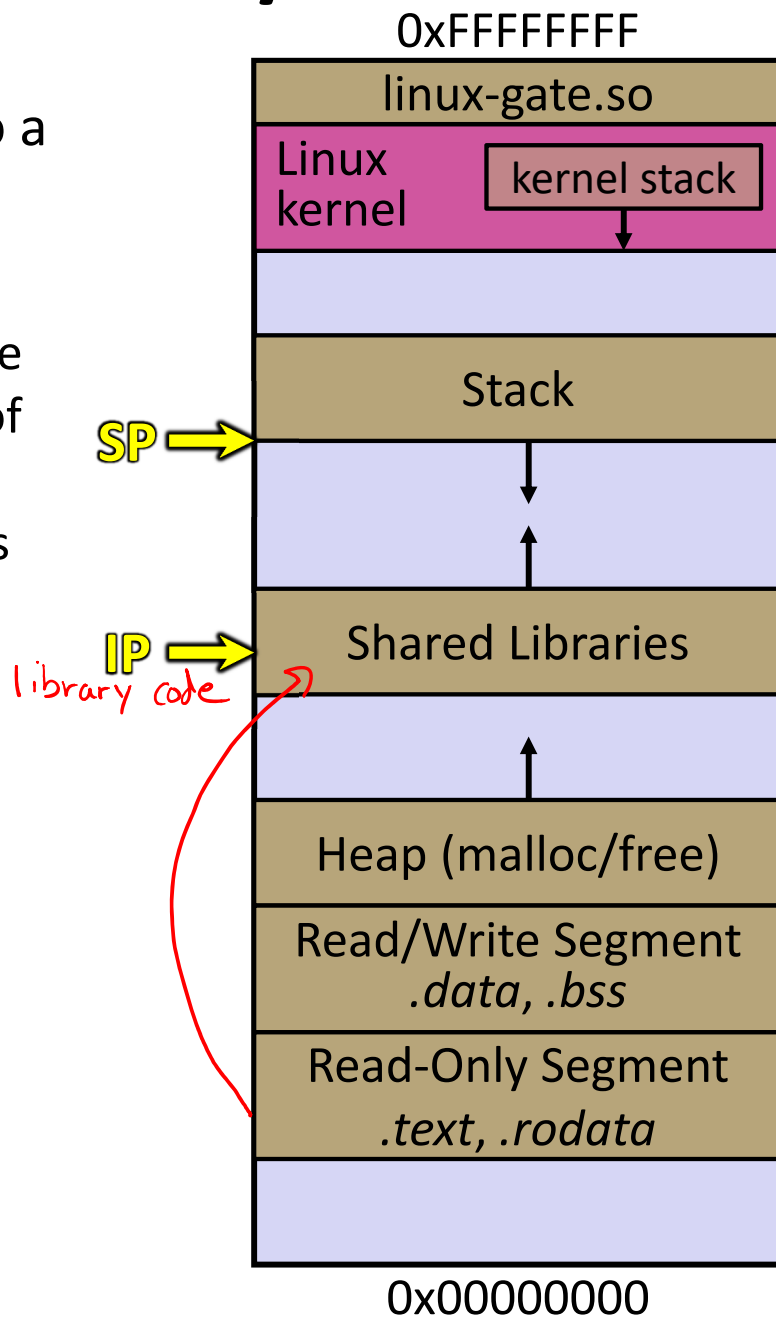 0xFFFFFFFF
linux-gate.so
a
Linux
kernel
kernel stack
e
of
Stack
SP
s
IP
Shared Libraries
library code
Heap (malloc/free)
Read/Write Segment
.data, .bss
Read-Only Segment
.text, .rodata
0x00000000